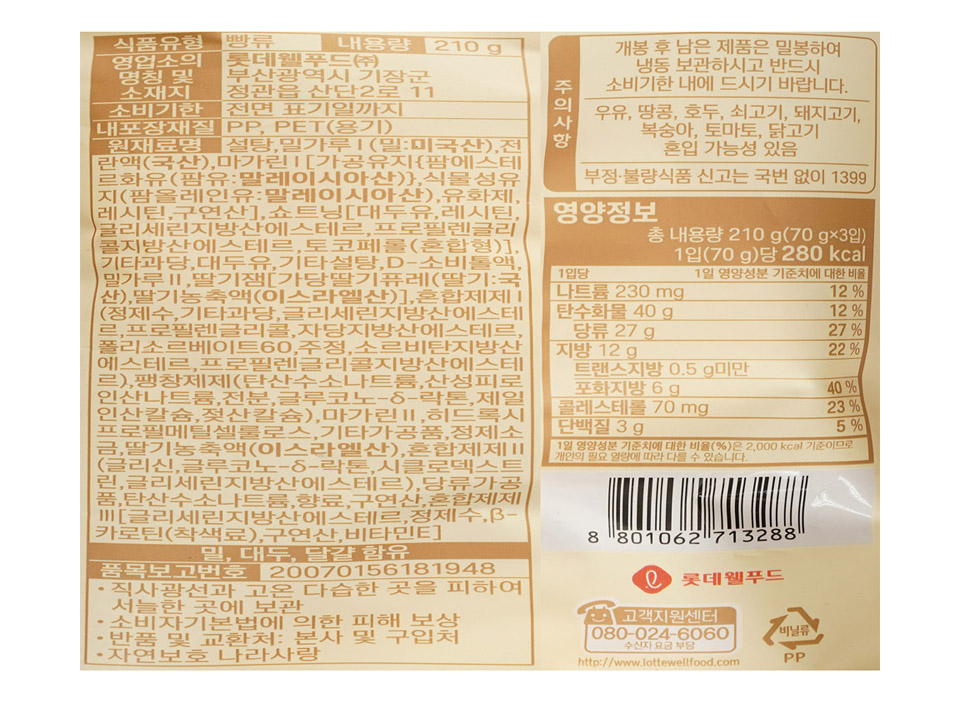 식품유형 빵류 내용량 210 g
영업소의 명칭 및 소재지 롯데웰푸드㈜
부산광역시 기장군
정관읍 산단2로 11
소비기한 전면 표기일까지
내포장재질 PP, PET(용기)
원재료명 설탕,밀가루Ⅰ(밀:미국산),전
란액(국산),마가린Ⅰ[가공유지{팜에스테
르화유(팜유:말레이시아산)},식물성유
지(팜올레인유:말레이시아산),유화제,
레시틴,구연산],쇼트닝[대두유,레시틴,
글리세린지방산에스테르,프로필렌글리
콜지방산에스테르,토코페롤(혼합형)],
기타과당,대두유,기타설탕,D-소비톨액,
밀가루Ⅱ,딸기잼[가당딸기퓨레(딸기:국
산),딸기농축액(이스라엘산)],혼합제제Ⅰ
(정제수,기타과당,글리세린지방산에스테
르,프로필렌글리콜,자당지방산에스테르,
폴리소르베이트60,주정,소르비탄지방산
에스테르,프로필렌글리콜지방산에스테
르),팽창제제(탄산수소나트륨,산성피로
인산나트륨,전분,글루코노-δ-락톤,제일
인산칼슘,젖산칼슘),마가린Ⅱ,히드록시
프로필메틸셀룰로스,기타가공품,정제소
금,딸기농축액(이스라엘산),혼합제제Ⅱ
(글리신,글루코노-δ-락톤,시클로덱스트
린,글리세린지방산에스테르),당류가공
품,탄산수소나트륨,향료,구연산,혼합제제
Ⅲ[글리세린지방산에스테르,정제수,β-
카로틴(착색료),구연산,비타민E]
밀, 대두, 달걀 함유
품목보고번호 20070156181948
• 직사광선과 고온 다습한 곳을 피하여
서늘한 곳에 보관
• 소비자기본법에 의한 피해 보상
• 반품 및 교환처: 본사 및 구입처
• 자연보호 나라사랑
주의사항
개봉 후 남은 제품은 밀봉하여
냉동 보관하시고 반드시
소비기한 내에 드시기 바랍니다.
우유, 땅콩, 호두, 쇠고기, 돼지고기,
복숭아, 토마토, 닭고기
혼입 가능성 있음
부정·불량식품 신고는 국번 없이 1399
영양정보
총 내용량 210 g(70 g×3입)
1입(70 g)당 280 kcal
1입당 1일 영양성분 기준치에 대한 비율
나트륨 230 mg 12 %
탄수화물 40 g 12 %
당류 27 g 27 %
지방 12 g 22 %
트랜스지방 0.5 g미만
포화지방 6 g 40 %
콜레스테롤 70 mg 23 %
단백질 3 g 5 %
1일 영양성분 기준치에 대한 비율(%)은 2,000 kcal 기준이므로
개인의 필요 열량에 따라 다를 수 있습니다.
8 801062 713288
롯데웰푸드
고객지원센터
080-024-6060
수신자 요금 부담
http://www.lottewellfood.com
비닐류
PP